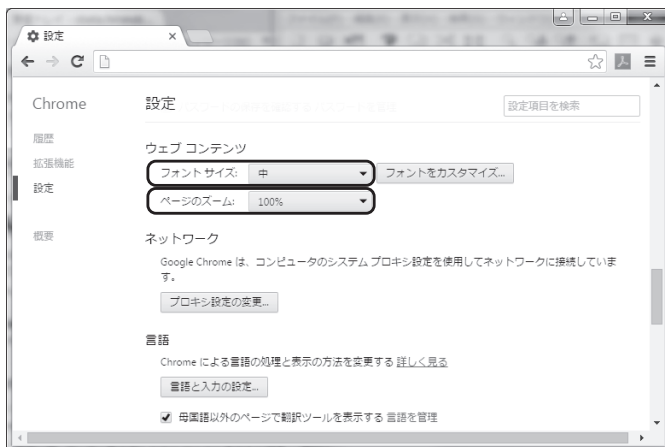 設定
Chrome
設定
設定項目を検索
履歴
拡張機能
設定
概要
ウェブ コンテンツ
フォント サイズ: 中 フォントをカスタマイズ...
ページのズーム: 100%
ネットワーク
Google Chrome は、コンピュータのシステム プロキシ設定を使用してネットワークに接続していま
す。
プロキシ設定の変更...
言語
Chrome による言語の処理と表示の方法を変更する 詳しく見る
言語と入力の設定...
母国語以外のページで翻訳ツールを表示する 言語を管理